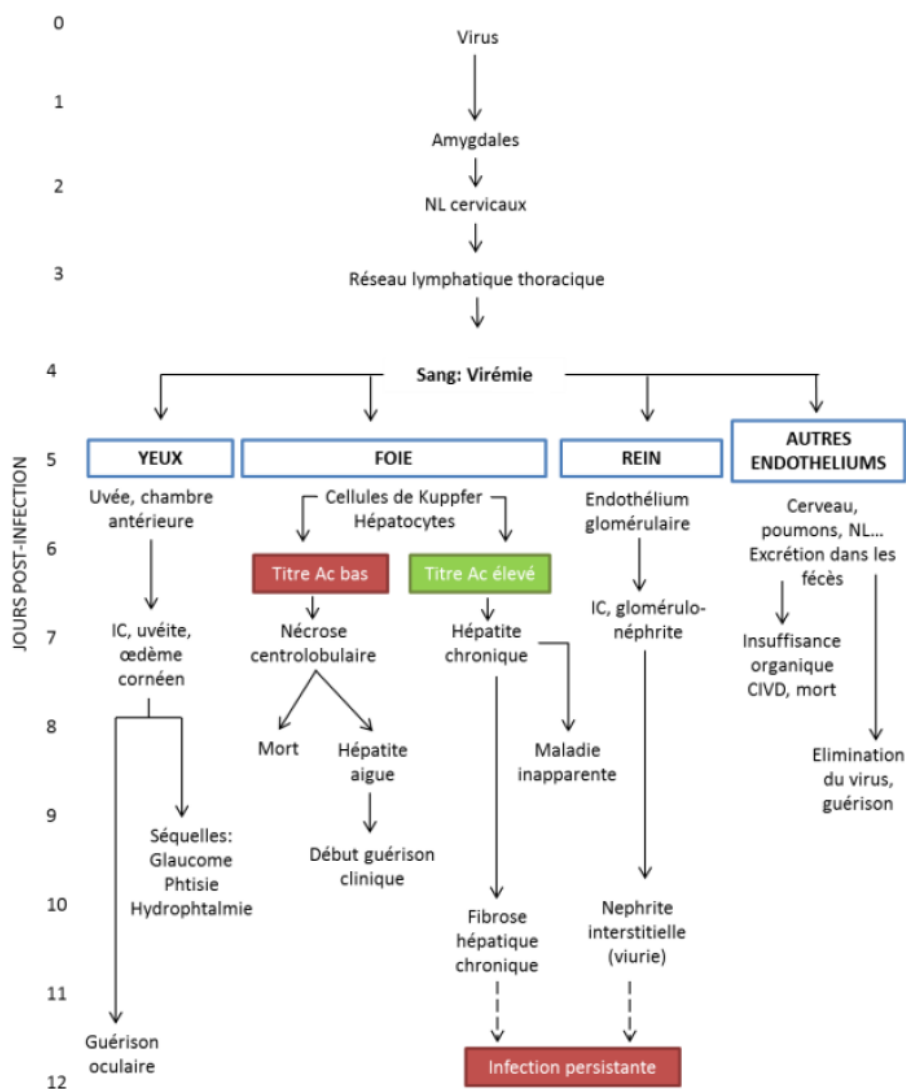 0
Virus
1
Amygdales
2
NL cervicaux
3
Réseau lymphatique thoracique
4
Sang: Virémie
JOURS POST-INFECTION
5
YEUX
FOIE
REIN
AUTRES
ENDOTHELIUMS
Uvée, chambre
antérieure
Cellules de Kuppfer
Hépatocytes
Endothélium
glomérulaire
Cerveau,
poumons, NL...
Excrétion dans les
fécès
6
Titre Ac bas
Titre Ac élevé
7
IC, uvéite,
œdème
cornéen
Nécrose
centrolobulaire
Hépatite
chronique
IC, glomérulo-
néphrite
Insuffisance
organique
CIVD, mort
8
Mort
Hépatite
aigue
Maladie
inapparente
Elimination
du virus,
guérison
9
Séquelles:
Glaucome
Phtisie
Hydrophtalmie
Début guérison
clinique
10
Fibrose
hépatique
chronique
Nephrite
interstitielle
(viurie)
11
Guérison
oculaire
Infection persistante
12